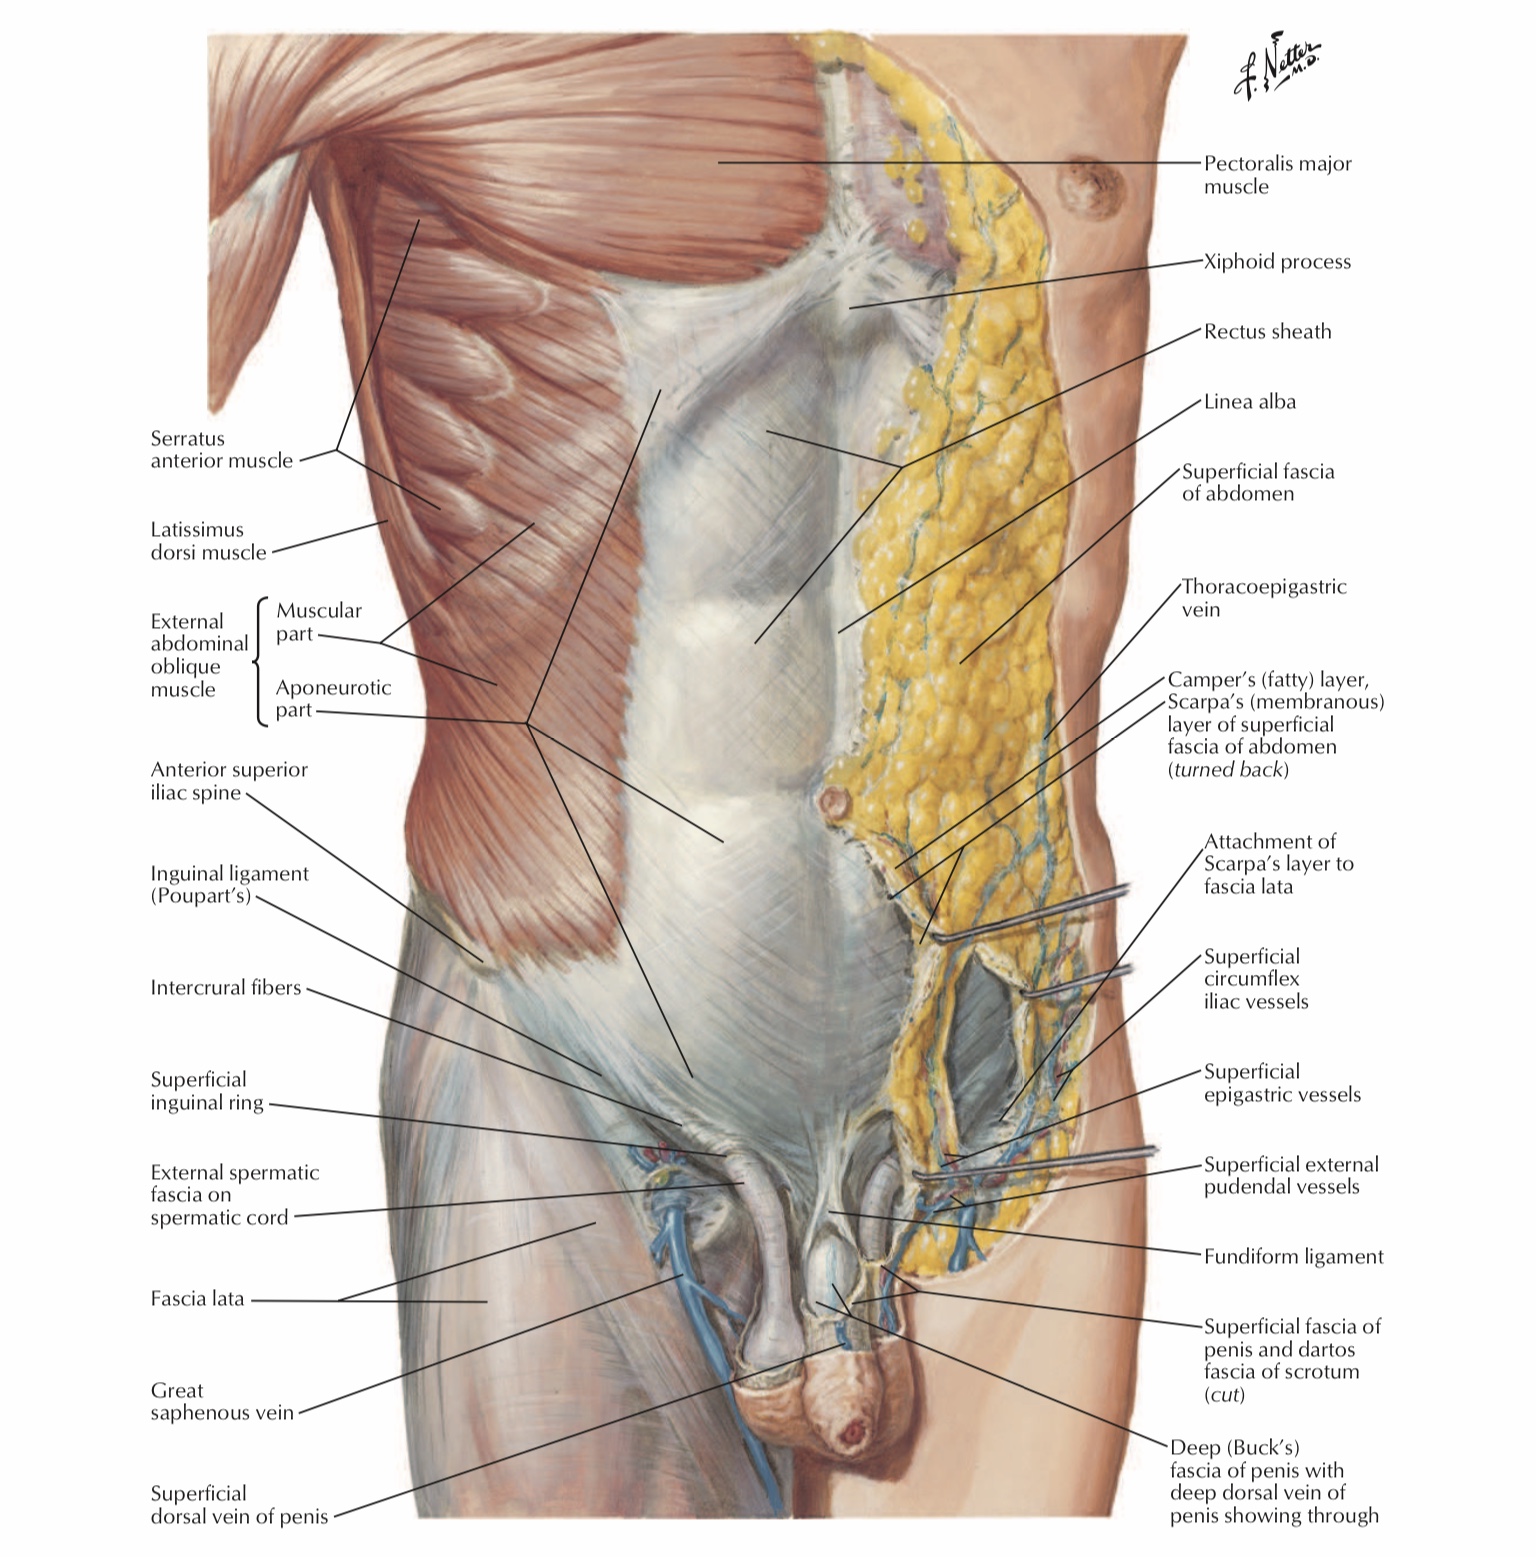 F. Netter
M.D.
Pectoralis major
muscle
Xiphoid process
Rectus sheath
Linea alba
Superficial fascia
of abdomen
Thoracoepigastric
vein
Camper's (fatty) layer,
Scarpa's (membranous)
layer of superficial
fascia of abdomen
(turned back)
Attachment of
Scarpa's layer to
fascia lata
Superficial
circumflex
iliac vessels
Superficial
epigastric vessels
Superficial external
pudendal vessels
Fundiform ligament
Superficial fascia of
penis and dartos
fascia of scrotum
(cut)
Deep (Buck's)
fascia of penis with
deep dorsal vein of
penis showing through
Serratus
anterior muscle
Latissimus
dorsi muscle
External
abdominal
oblique
muscle
Muscular
part
Aponeurotic
part
Anterior superior
iliac spine
Inguinal ligament
(Poupart's)
Intercrural fibers
Superficial
inguinal ring
External spermatic
fascia on
spermatic cord
Fascia lata
Great
saphenous vein
Superficial
dorsal vein of penis